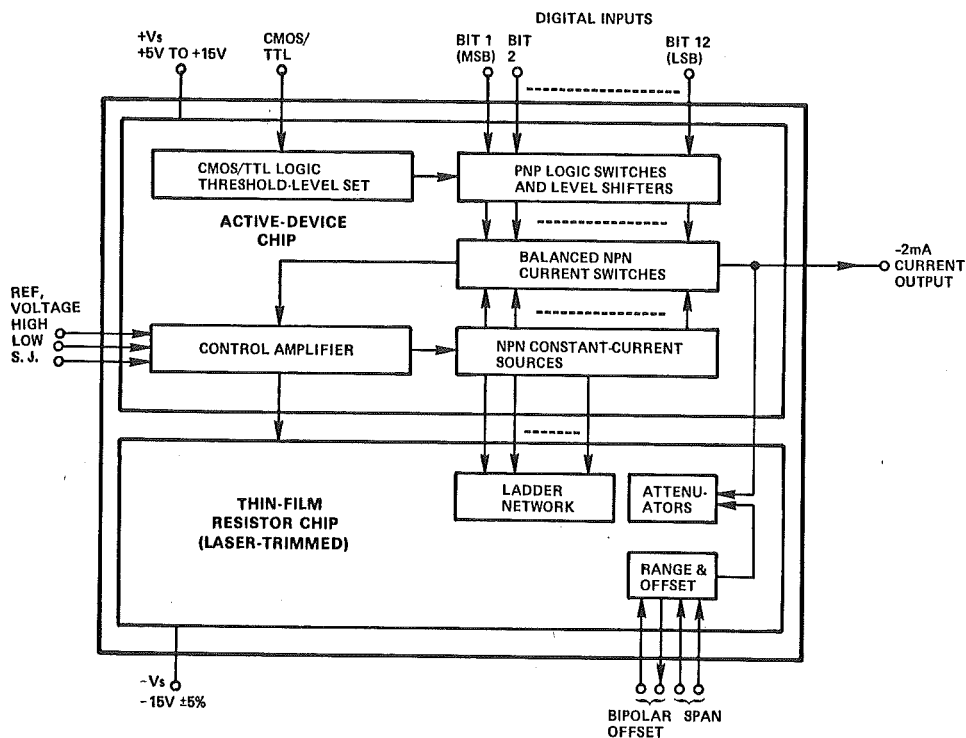 DIGITAL INPUTS
+Vs
+5V TO +15V
CMOS/
TTL
BIT 1
(MSB)
BIT
2
BIT 12
(LSB)
CMOS/TTL LOGIC
THRESHOLD-LEVEL SET
PNP LOGIC SWITCHES
AND LEVEL SHIFTERS
ACTIVE-DEVICE
CHIP
BALANCED NPN
CURRENT SWITCHES
-2mA
CURRENT
OUTPUT
REF,
VOLTAGE
HIGH
LOW
S. J.
CONTROL AMPLIFIER
NPN CONSTANT-CURRENT
SOURCES
THIN-FILM
RESISTOR CHIP
(LASER-TRIMMED)
LADDER
NETWORK
ATTENU-
ATORS
RANGE &
OFFSET
-Vs
-15V ±5%
BIPOLAR
OFFSET
SPAN